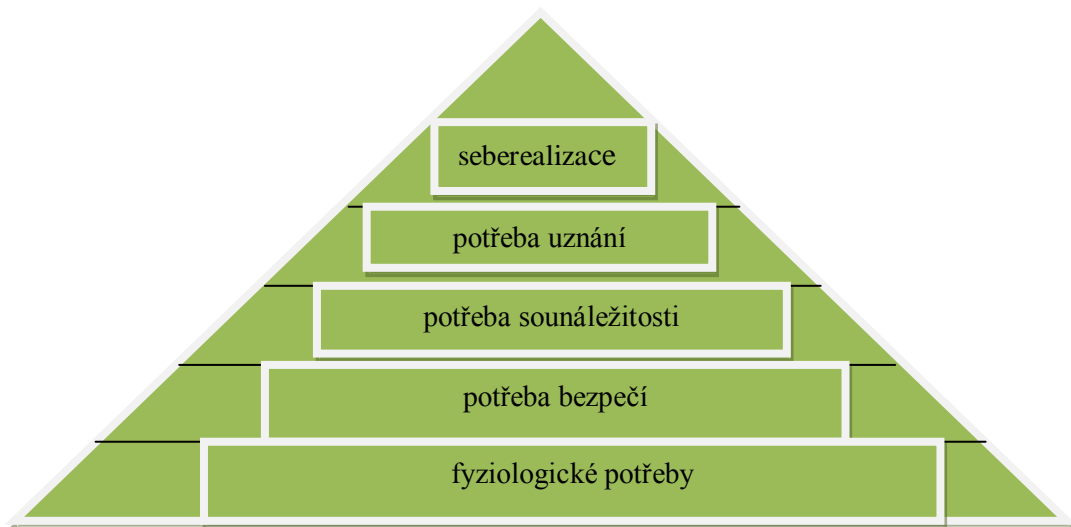 seberealizace
potřeba uznání
potřeba sounáležitosti
potřeba bezpečí
fyziologické potřeby